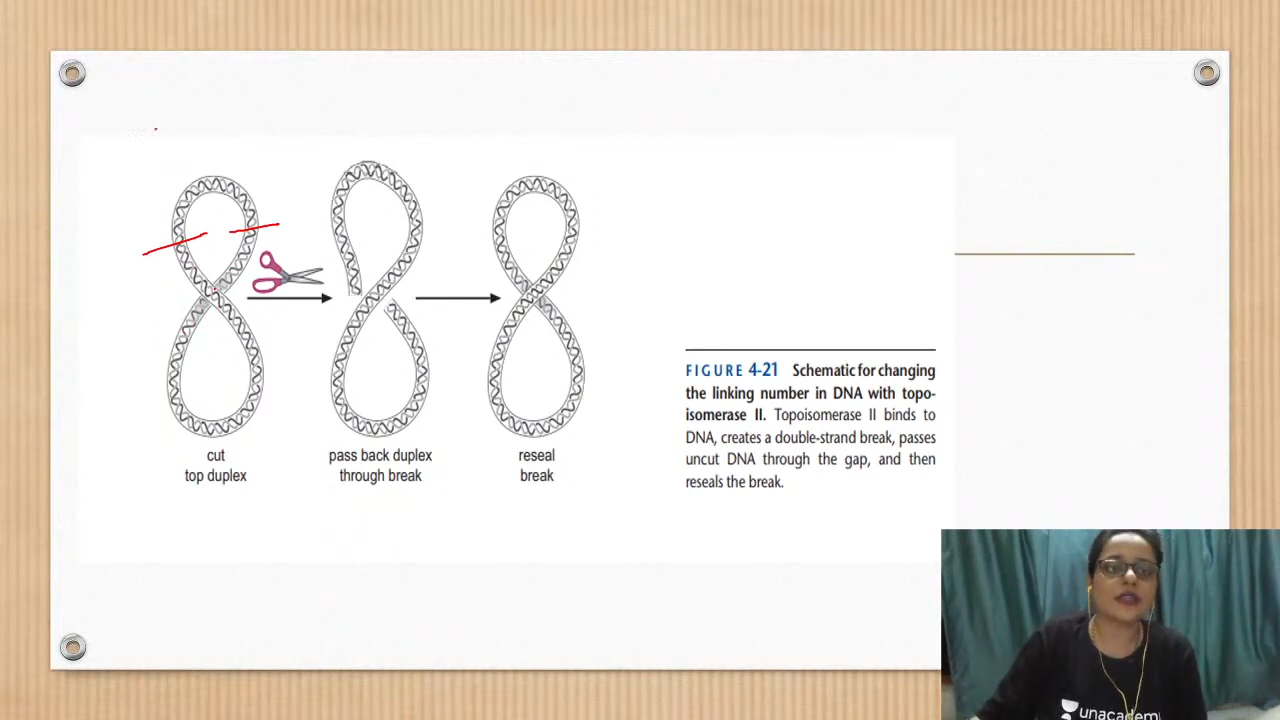 cut
top duplex
pass back duplex
through break
reseal
break
FIGURE 4-21 Schematic for changing
the linking number in DNA with topo-
isomerase II. Topoisomerase II binds to
DNA, creates a double-strand break, passes
uncut DNA through the gap, and then
reseals the break.
unacademy